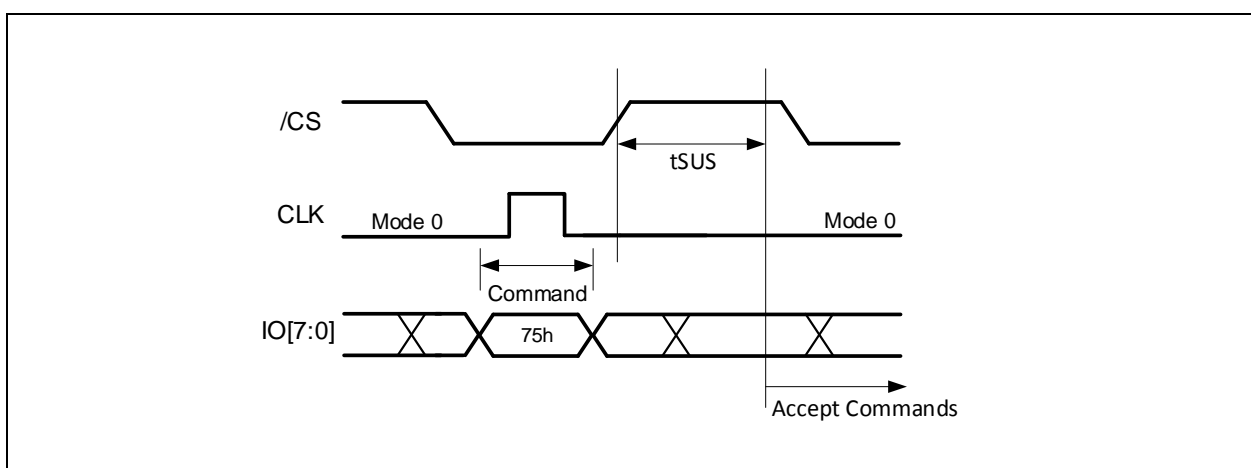 /CS
tSUS
CLK
Mode 0
Mode 0
Command
IO[7:0]
75h
Accept Commands